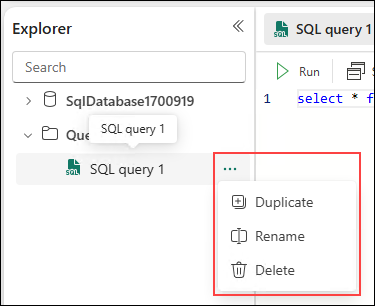 Explorer
Search
SqlDatabase1700919
Que
SQL query 1
SQL query 1
Duplicate
Rename
Delete
SQL query 1
Run
1 select * f